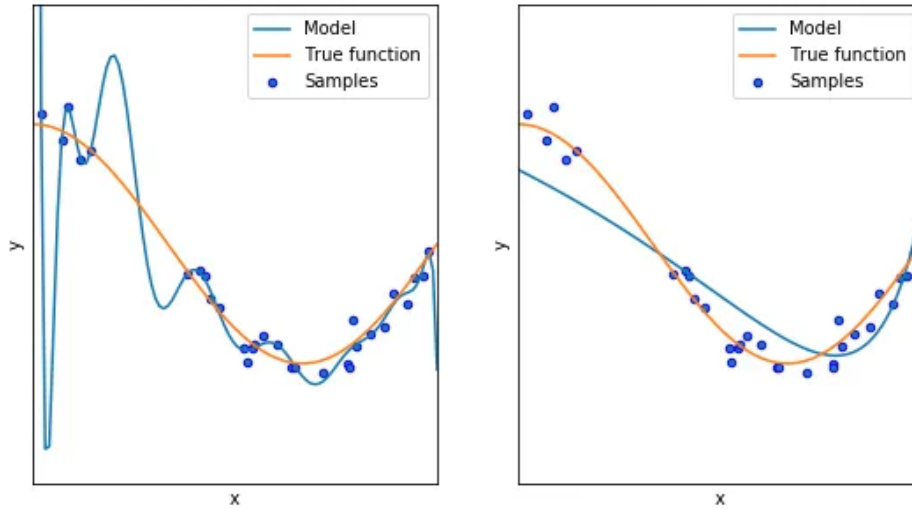 Model
True function
Samples
y
x
Model
True function
Samples
y
x